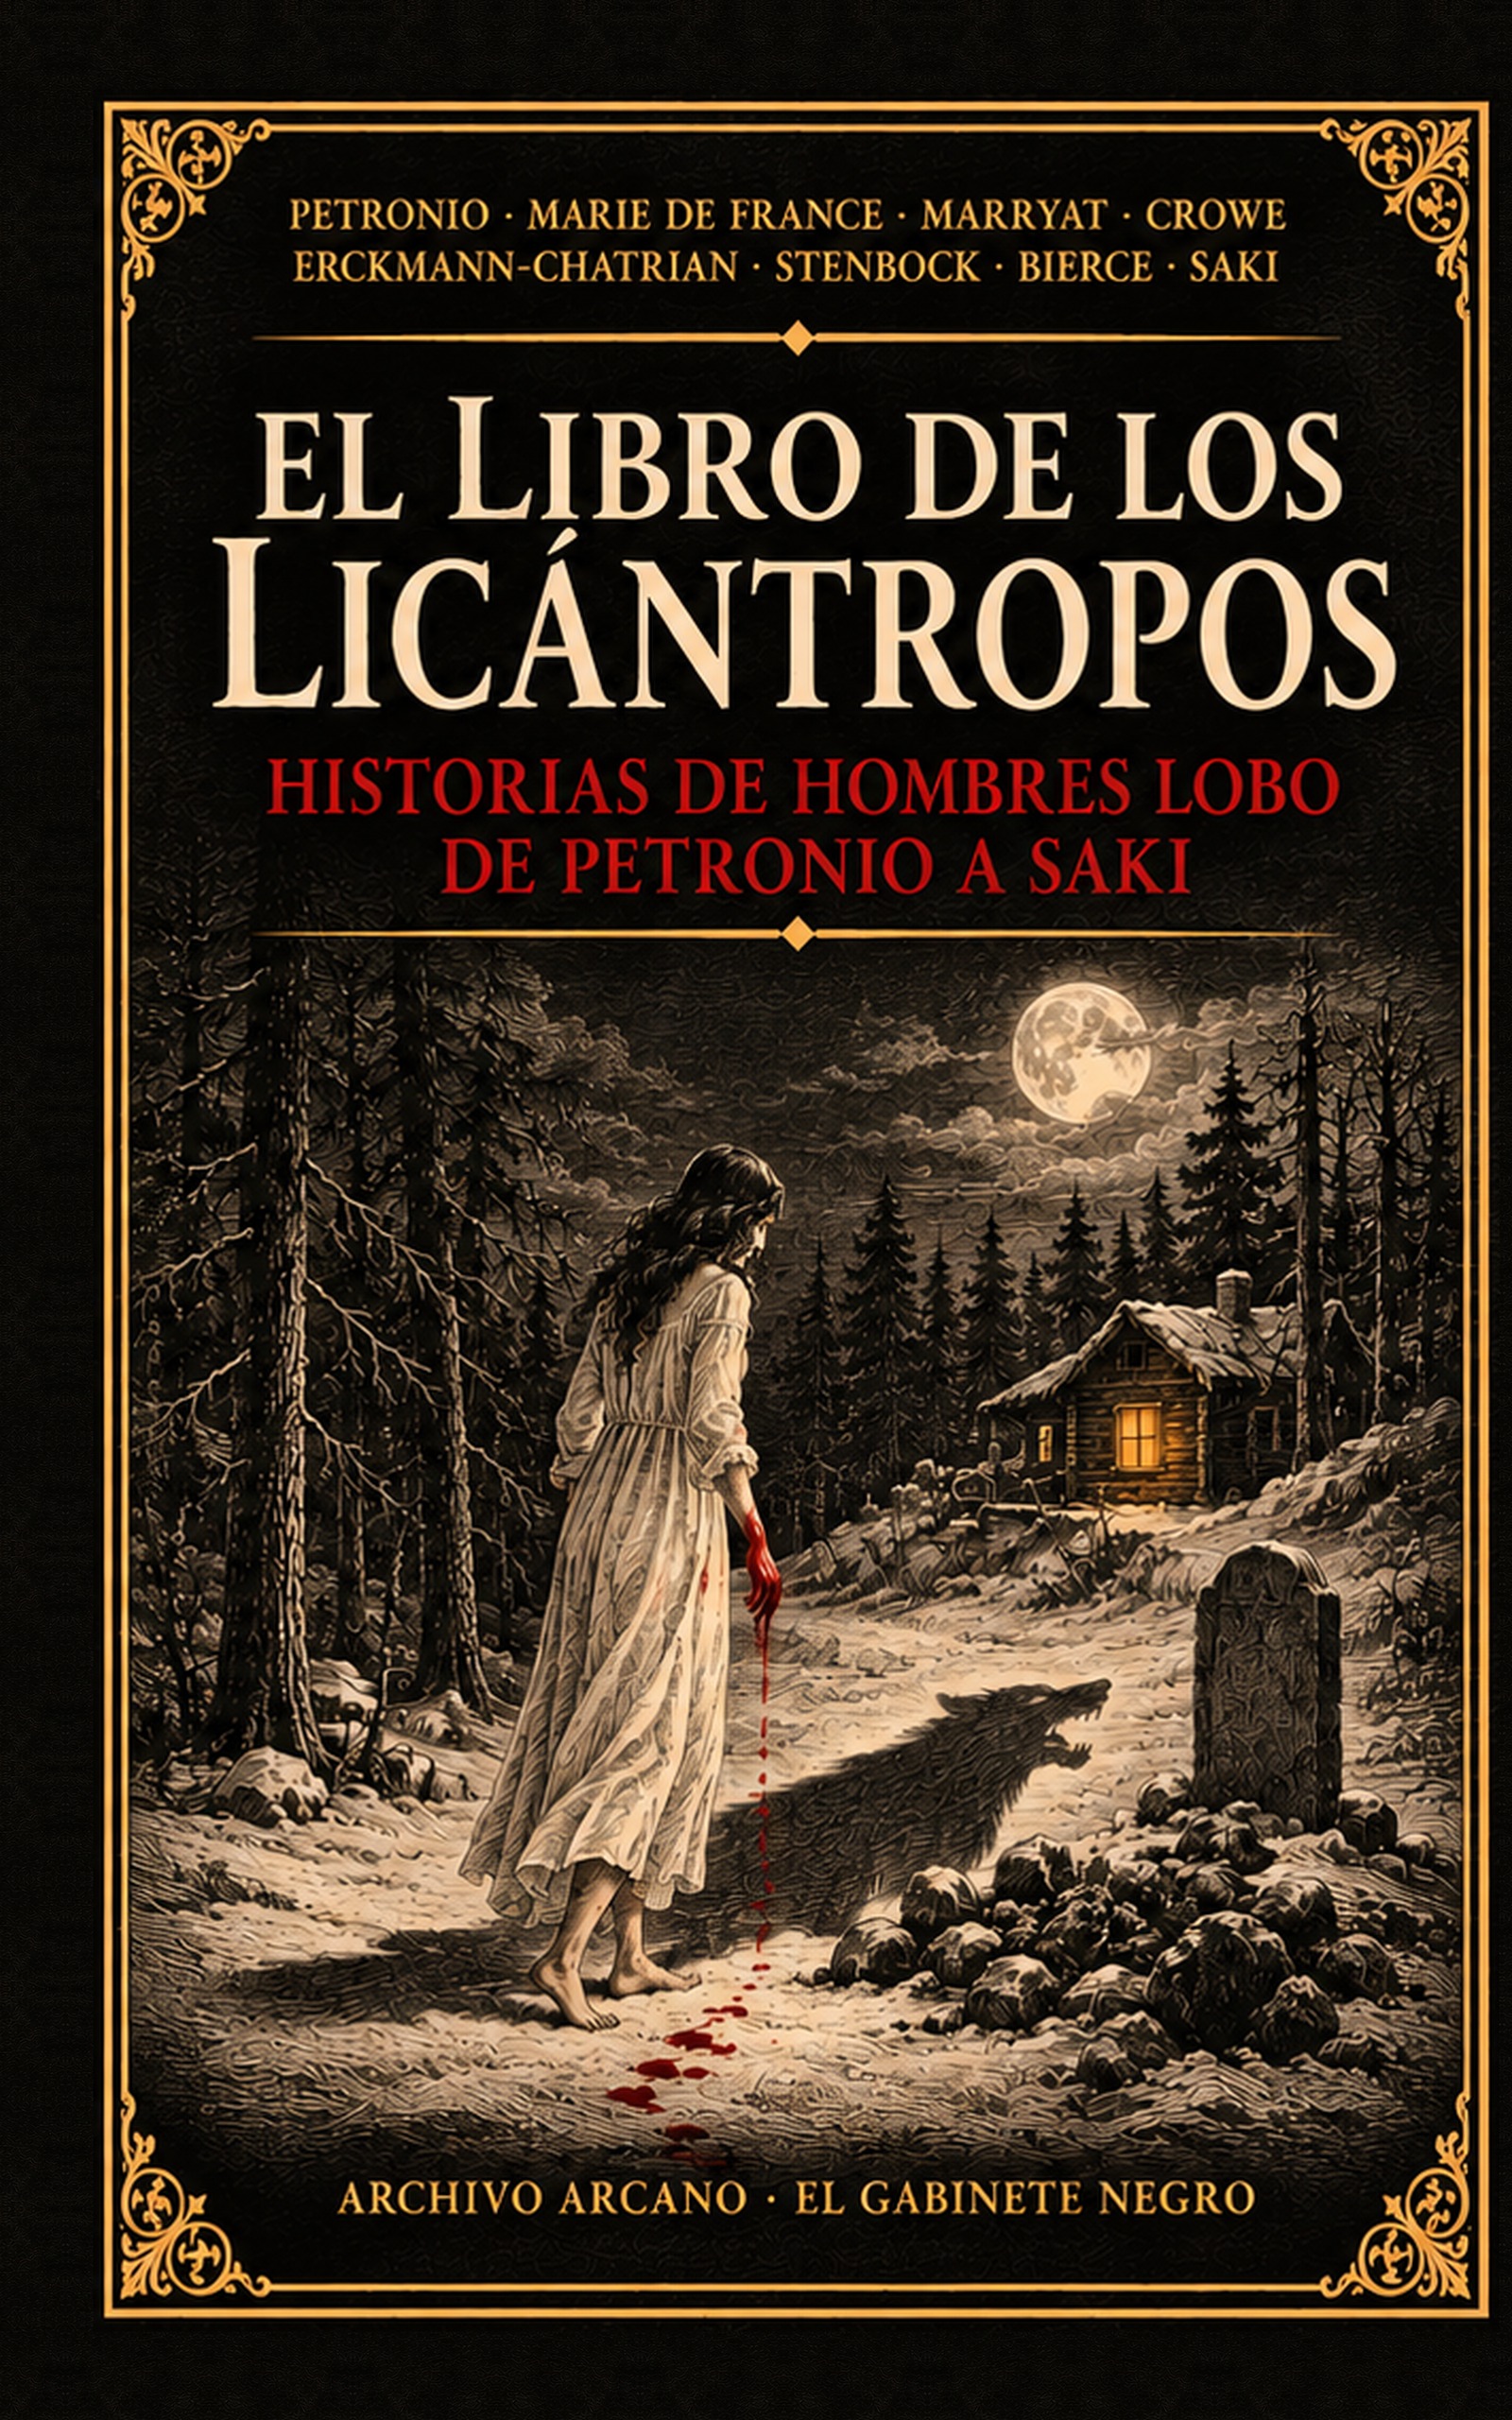 PETRONIO · MARIE DE FRANCE · MARRYAT · CROWE
ERCKMANN-CHATRIAN · STENBOCK · BIERCE · SAKI
EL LIBRO DE LOS
LICÁNTROPOS
HISTORIAS DE HOMBRES LOBO
DE PETRONIO A SAKI
ARCHIVO ARCANO · EL GABINETE NEGRO